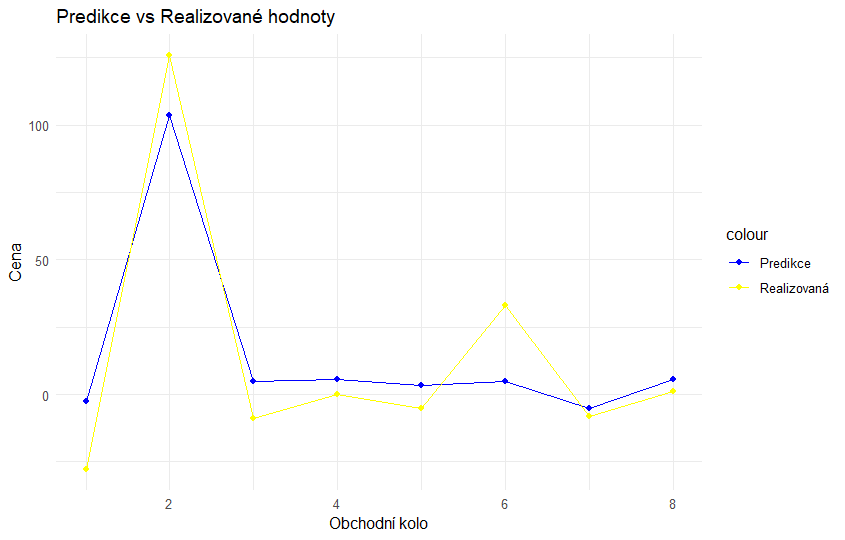 Predikce vs Realizované hodnoty
100
50
0
Cena
2
4
6
8
Obchodní kolo
colour
Predikce
Realizovaná